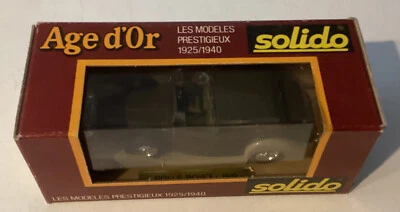 Age d'Or
LES MODELES
PRESTIGIEUX
1925/1940
solido
LES MODELES PRESTIGIEUX 1925/1940
solido